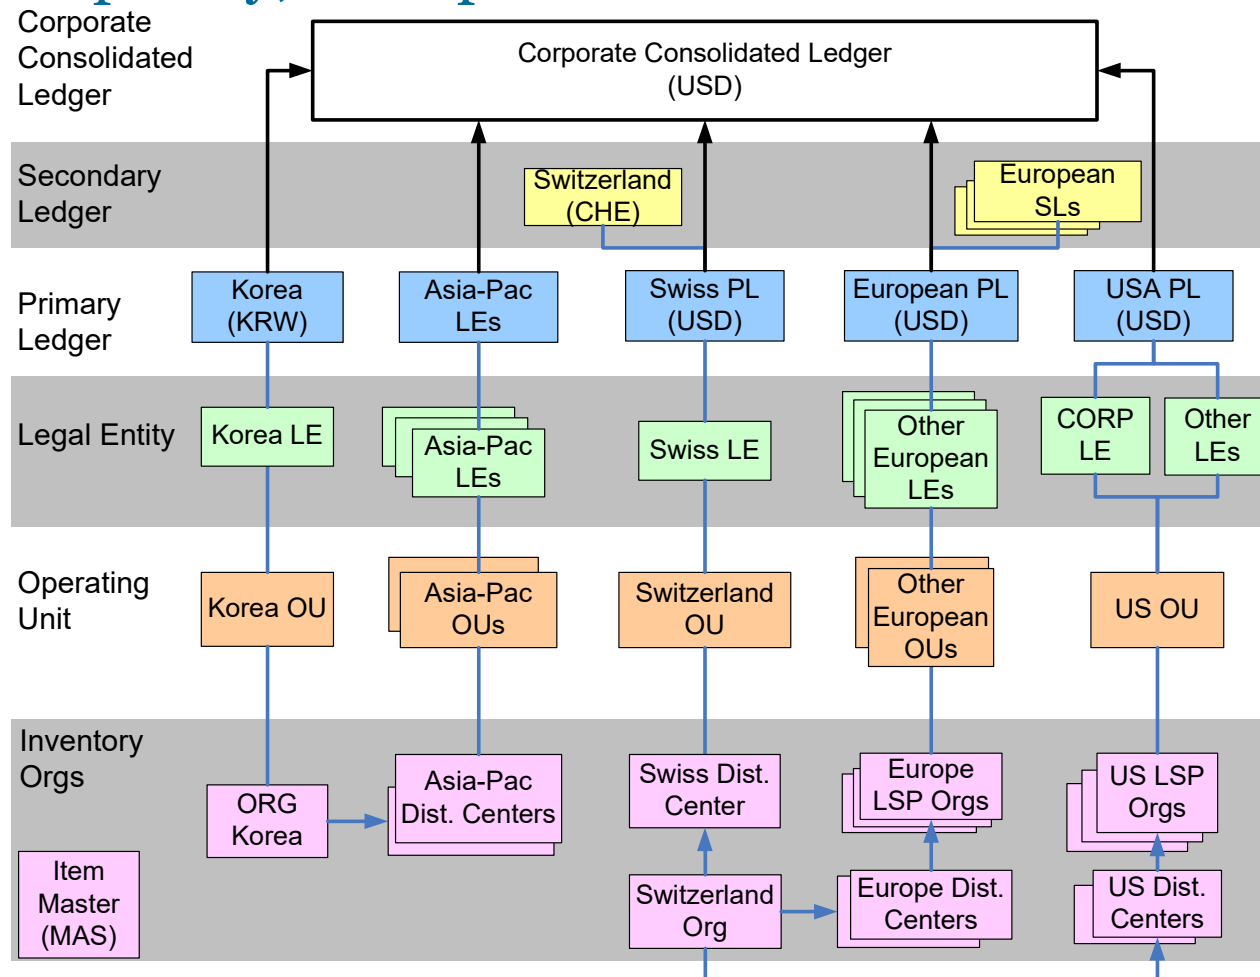 Corporate
Consolidated
Ledger
Corporate Consolidated Ledger
(USD)
Secondary
Ledger
Switzerland
(CHE)
European
SLs
Primary
Ledger
Korea
(KRW)
Asia-Pac
LEs
Swiss PL
(USD)
European PL
(USD)
USA PL
(USD)
Legal Entity
Korea LE
Asia-Pac
LEs
Swiss LE
Other
European
LEs
CORP
LE
Other
LEs
Operating
Unit
Korea OU
Asia-Pac
OUs
Switzerland
OU
Other
European
OUs
US OU
Inventory
Orgs
ORG
Korea
Asia-Pac
Dist. Centers
Swiss Dist.
Center
Europe
LSP Orgs
US LSP
Orgs
Item
Master
(MAS)
Switzerland
Org
Europe Dist.
Centers
US Dist.
Centers